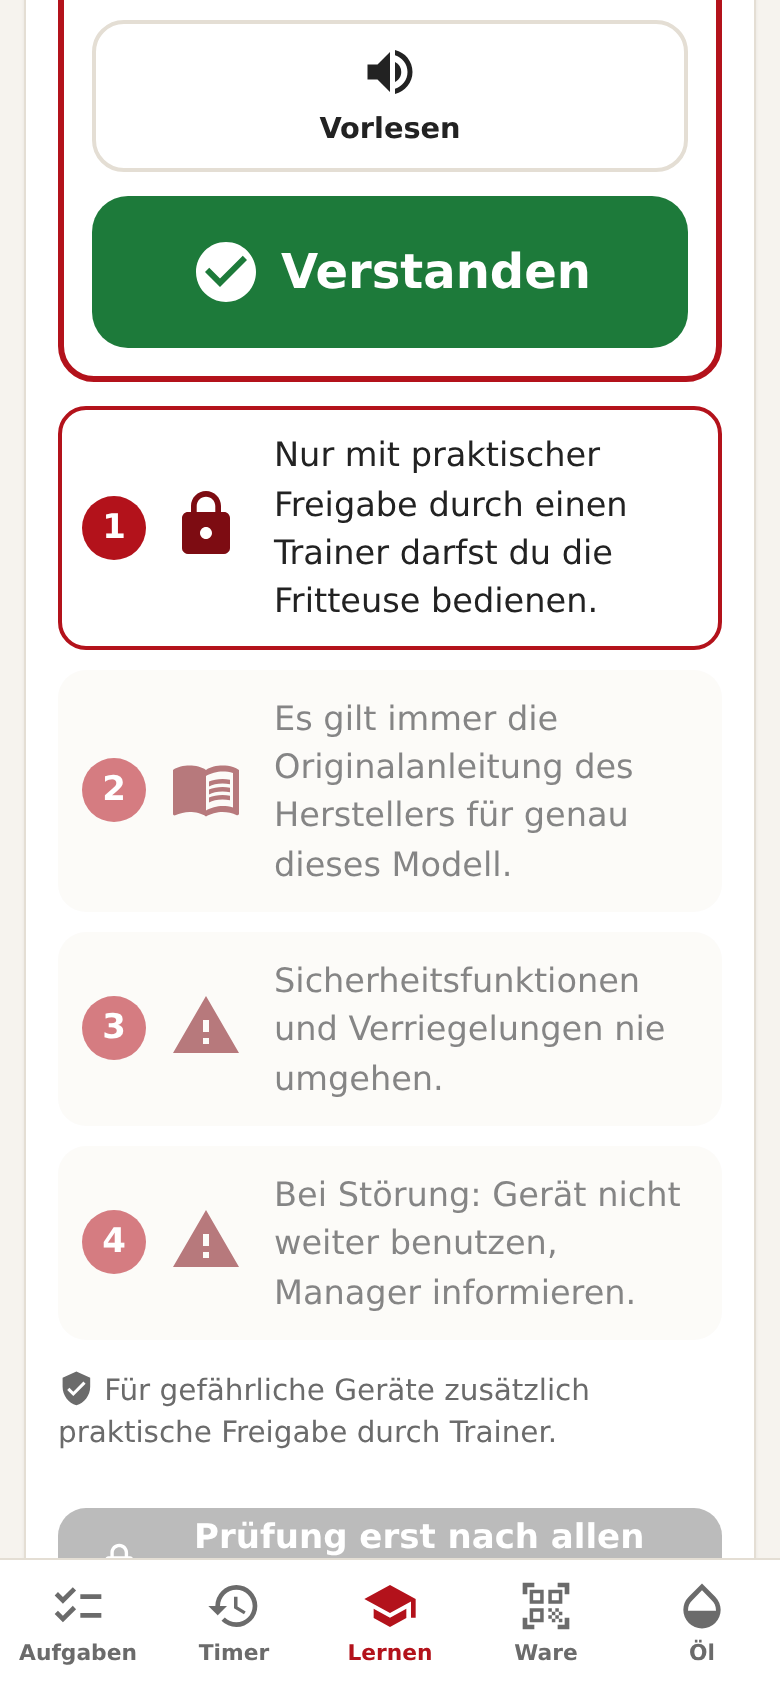 Vorlesen
Verstanden
1
Nur mit praktischer
Freigabe durch einen
Trainer darfst du die
Fritteuse bedienen.
2
Es gilt immer die
Originalanleitung des
Herstellers für genau
dieses Modell.
3
Sicherheitsfunktionen
und Verriegelungen nie
umgehen.
4
Bei Störung: Gerät nicht
weiter benutzen,
Manager informieren.
Für gefährliche Geräte zusätzlich
praktische Freigabe durch Trainer.
Prüfung erst nach allen
Aufgaben
Timer
Lernen
Ware
Öl